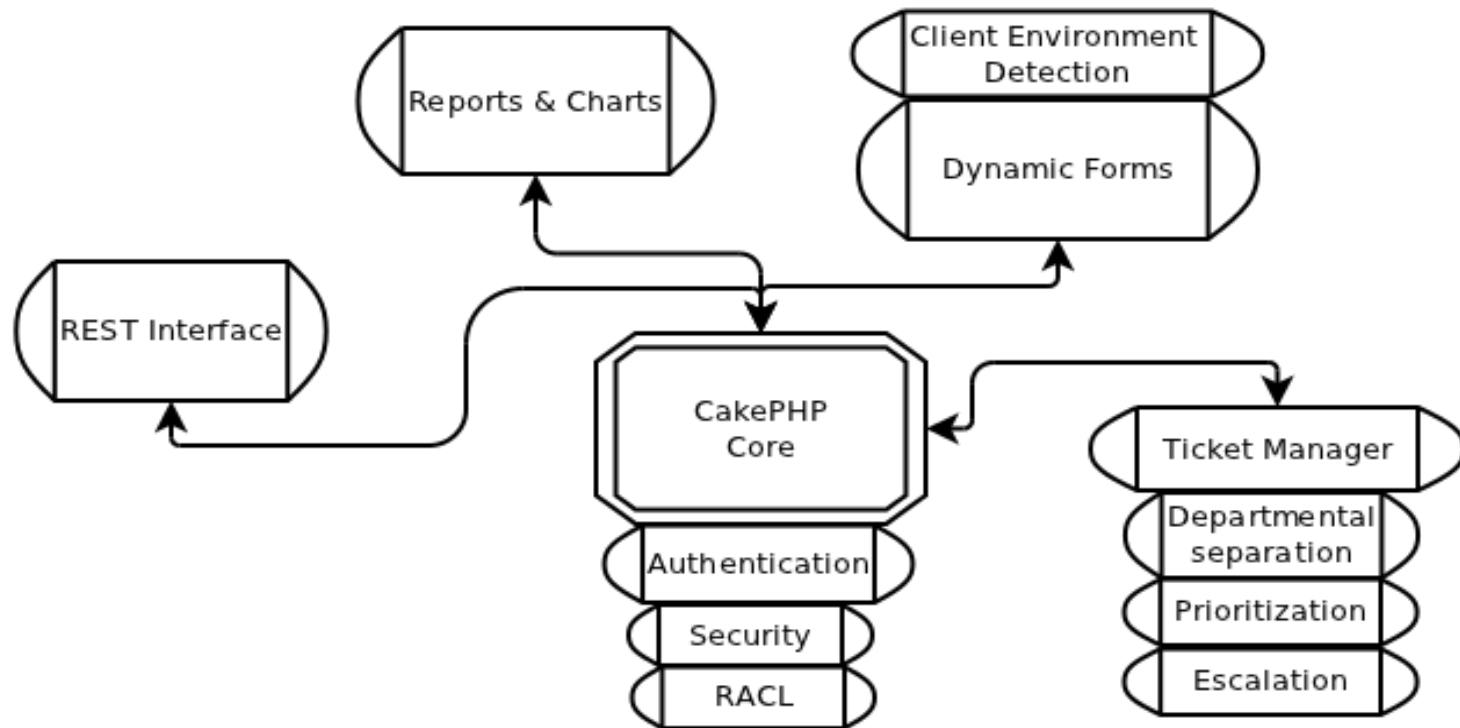 Client Environment
Detection
Reports & Charts
Dynamic Forms
REST Interface
CakePHP
Core
Ticket Manager
Departmental
separation
Authentication
Prioritization
Security
Escalation
RACL